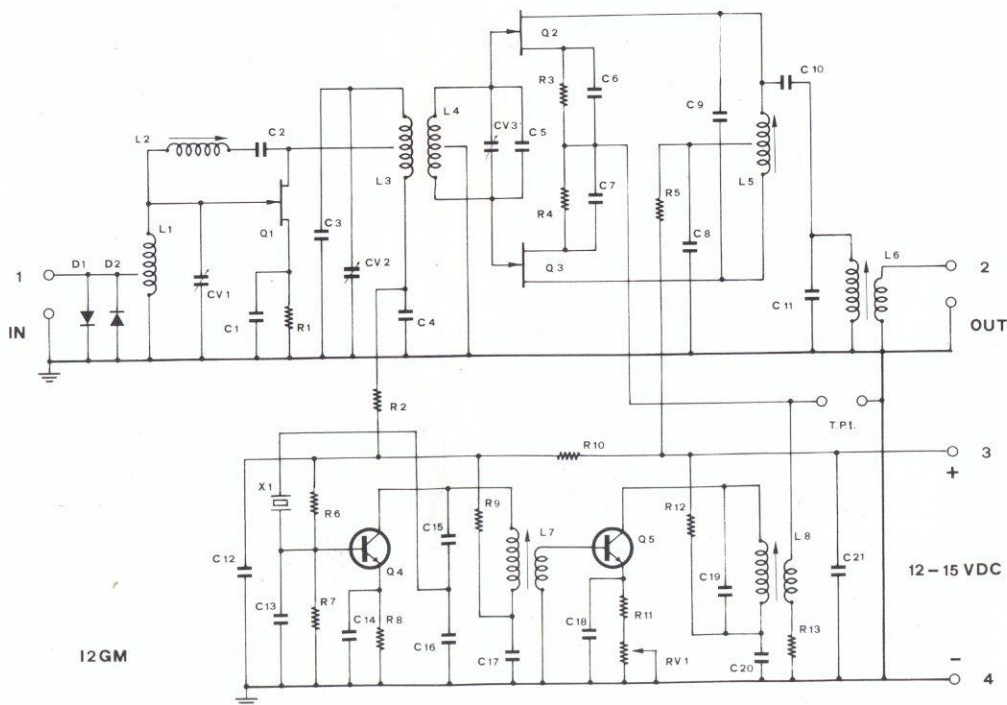 Q2
C10
R3
C6
L2
C2
L4
CV3
C5
C9
L3
R5
L5
R4
C7
Q1
L1
C3
C8
Q3
1
D1
D2
L6
2
CV1
CV2
C11
IN
C1
R1
C4
OUT
R2
T.P1.
R10
3
+
X1
R9
R12
R6
C15
L7
Q5
L8
Q4
C19
C21
C12
12-15 VDC
R7
R11
C13
C14
R8
C16
C18
R13
C17
RV1
C20
I2GM
–
4